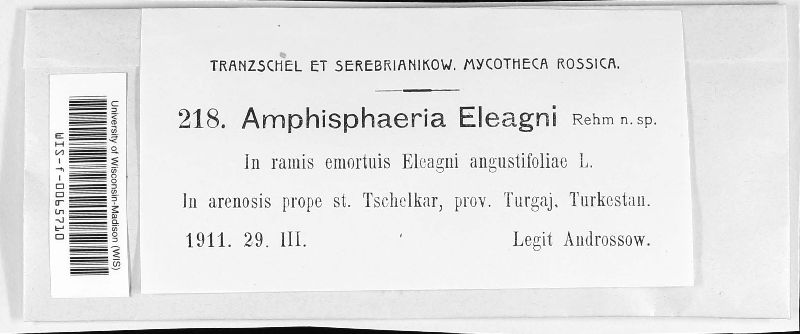 TRANZSCHEL ET SEREBRIANIKOW. MYCOTHECA ROSSICA.
218. Amphisphaeria Eleagni Rehm n. sp.
In ramis emortuis Eleagni angustifoliae L.
In arenosis prope st. Tschelkar, prov. Turgaj, Turkestan.
1911. 29. III. Legit Androssow.
University of Wisconsin-Madison (WIS)
WIS-f-0065710